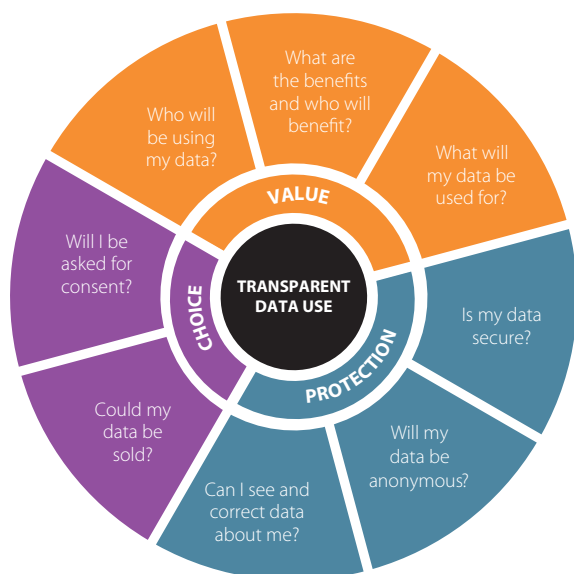 What are
the benefits
and who will
benefit?
Who will
be using
my data?
What will
my data be
used for?
VALUE
Will I be
asked for
consent?
TRANSPARENT
DATA USE
CHOICE
PROTECTION
Is my data
secure?
Could my
data be
sold?
Will my
data be
anonymous?
Can I see and
correct data
about me?